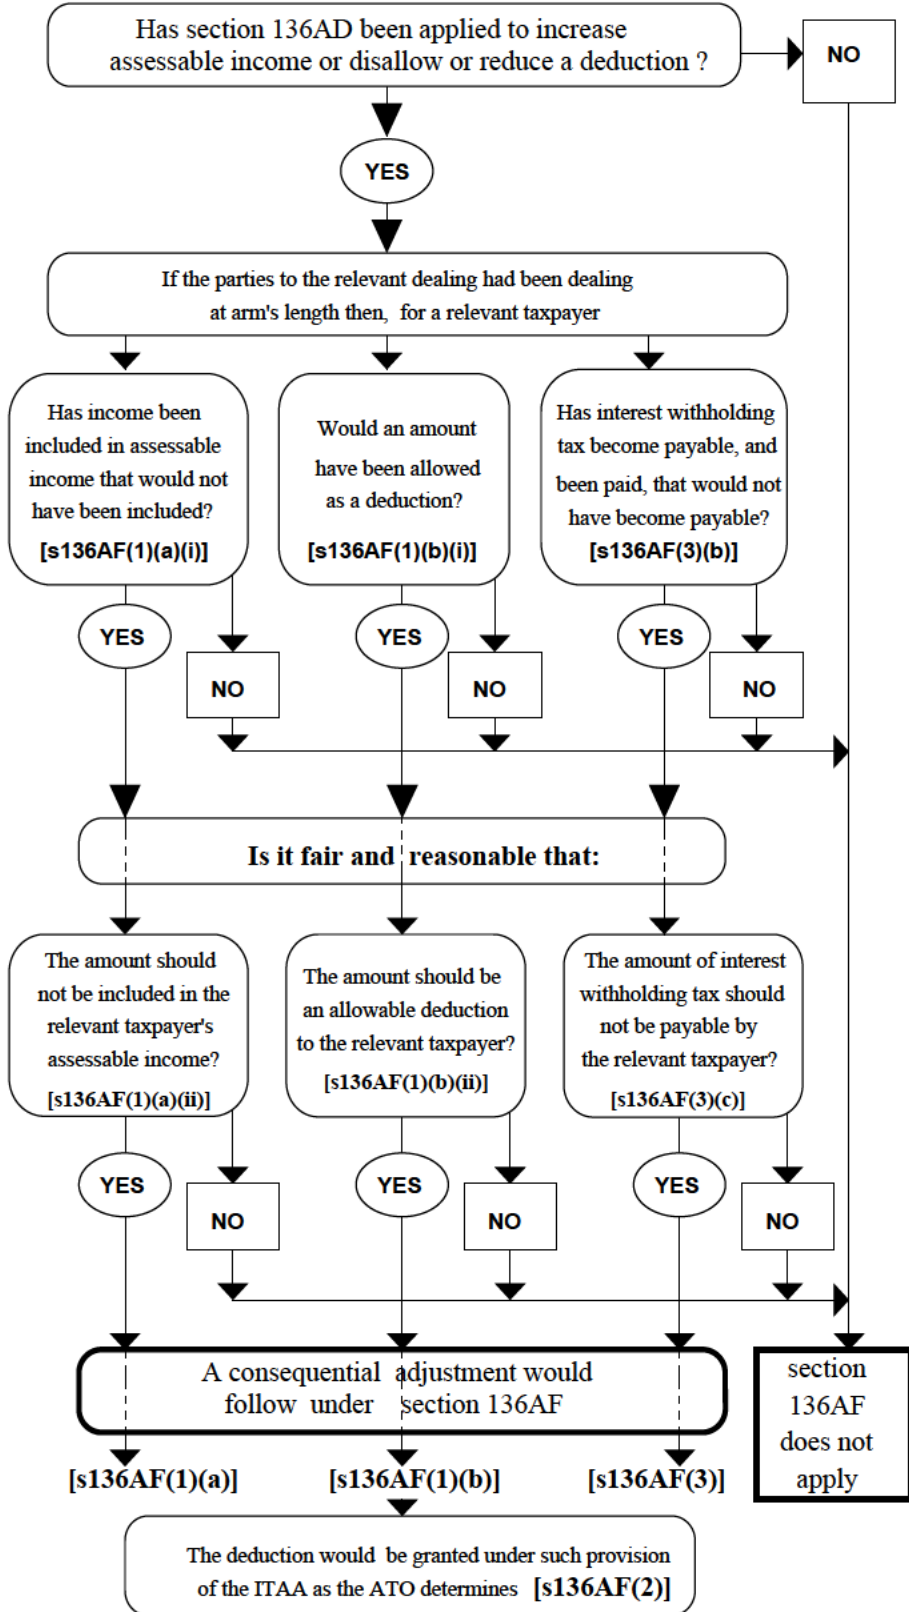 Has section 136AD been applied to increase
assessable income or disallow or reduce a deduction ?
NO
YES
If the parties to the relevant dealing had been dealing
at arm's length then, for a relevant taxpayer
Has income been
included in assessable
income that would not
have been included?
[s136AF(1)(a)(i)]
Would an amount
have been allowed
as a deduction?
[s136AF(1)(b)(i)]
Has interest withholding
tax become payable, and
been paid, that would not
have become payable?
[s136AF(3)(b)]
YES
YES
YES
NO
NO
NO
Is it fair and reasonable that:
The amount should
not be included in the
relevant taxpayer's
assessable income?
[s136AF(1)(a)(ii)]
The amount should be
an allowable deduction
to the relevant taxpayer?
[s136AF(1)(b)(ii)]
The amount of interest
withholding tax should
not be payable by
the relevant taxpayer?
[s136AF(3)(c)]
YES
YES
YES
NO
NO
NO
A consequential adjustment would
follow under section 136AF
section
136AF
does not
apply
[s136AF(1)(a)]
[s136AF(1)(b)]
[s136AF(3)]
The deduction would be granted under such provision
of the ITAA as the ATO determines [s136AF(2)]